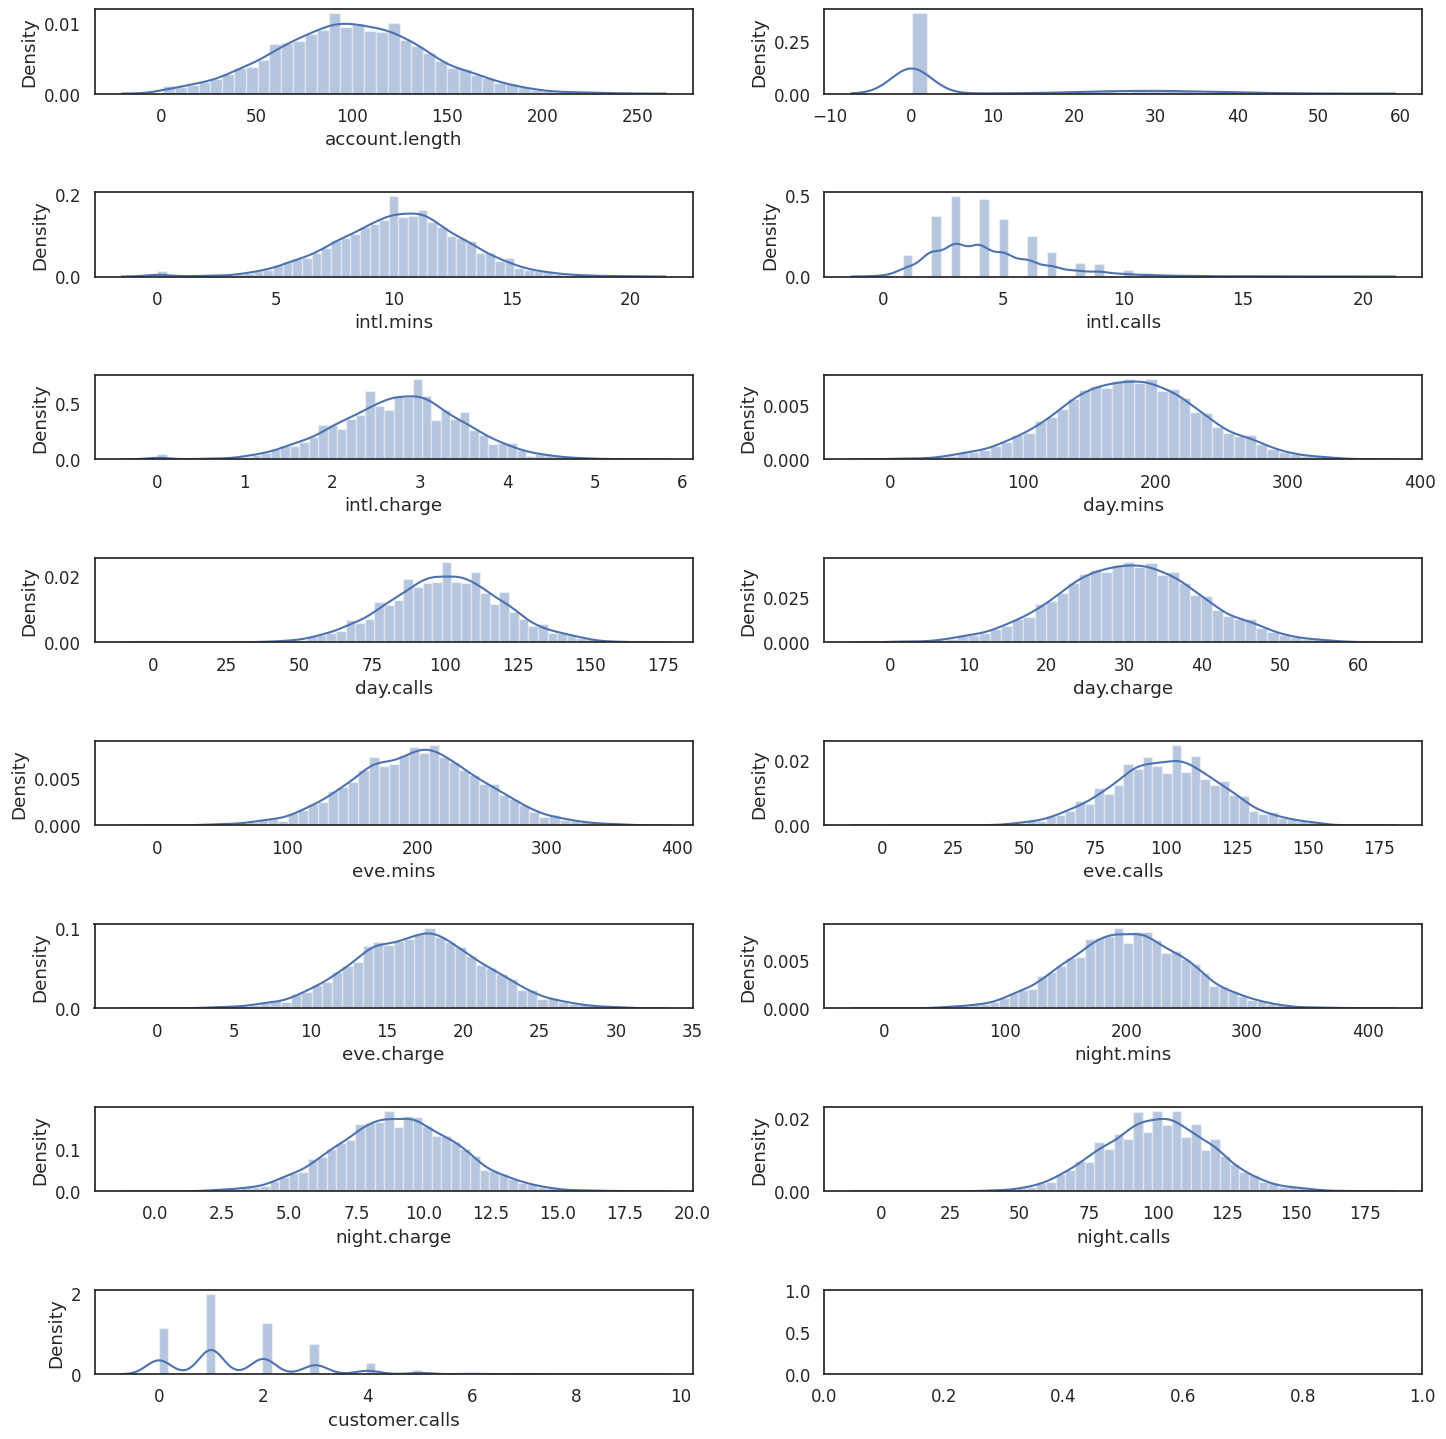 Density
0.01
0.00
0 50 100 150 200 250
account.length
Density
0.25
0.00
−10 0 10 20 30 40 50 60
Density
0.2
0.0
0 5 10 15 20
intl.mins
Density
0.5
0.0
0 5 10 15 20
intl.calls
Density
0.5
0.0
0 1 2 3 4 5 6
intl.charge
Density
0.005
0.000
0 100 200 300 400
day.mins
Density
0.02
0.00
0 25 50 75 100 125 150 175
day.calls
Density
0.025
0.000
0 10 20 30 40 50 60
day.charge
Density
0.005
0.000
0 100 200 300 400
eve.mins
Density
0.02
0.00
0 25 50 75 100 125 150 175
eve.calls
Density
0.1
0.0
0 5 10 15 20 25 30 35
eve.charge
Density
0.005
0.000
0 100 200 300 400
night.mins
Density
0.1
0.0
0.0 2.5 5.0 7.5 10.0 12.5 15.0 17.5 20.0
night.charge
Density
0.02
0.00
0 25 50 75 100 125 150 175
night.calls
Density
2
0
0 2 4 6 8 10
customer.calls
1.0
0.5
0.0
0.0 0.2 0.4 0.6 0.8 1.0